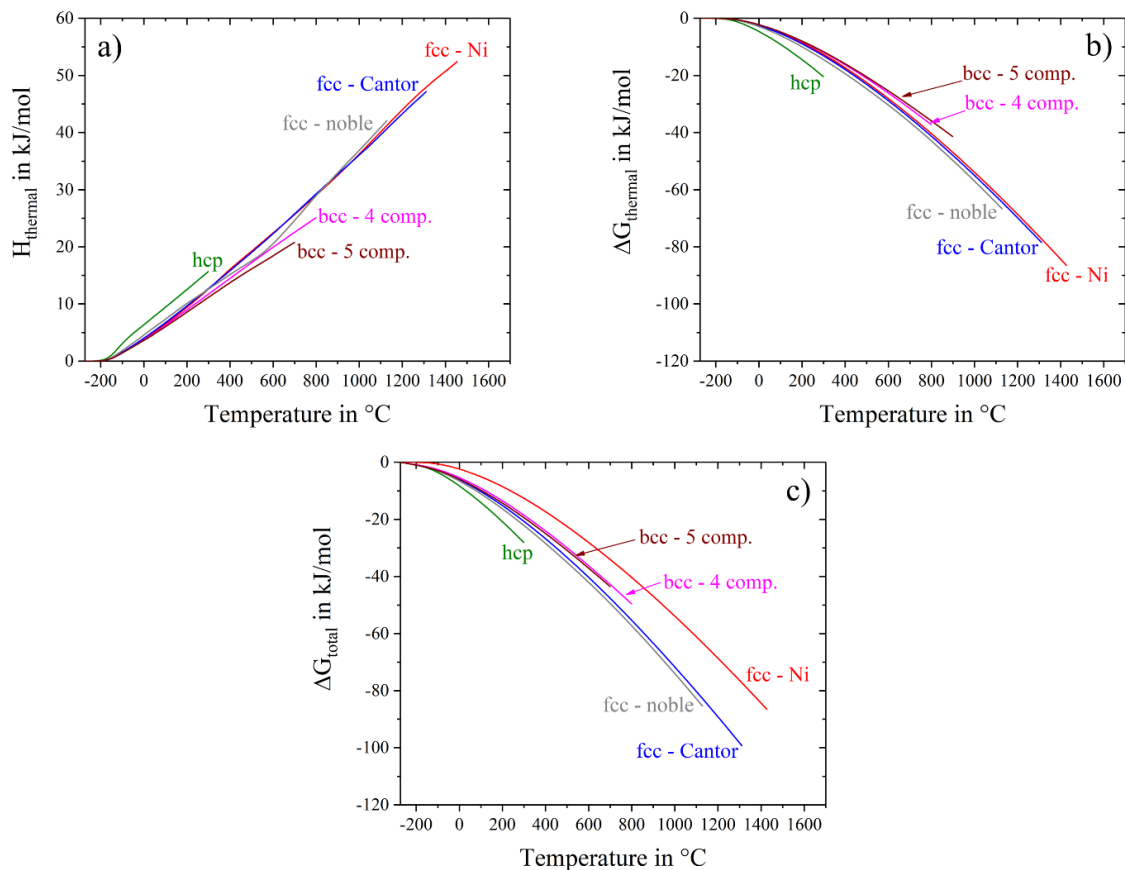 a)
H_thermal in kJ/mol
60
50
40
30
20
10
0
fcc - Ni
fcc - Cantor
fcc - noble
bcc - 4 comp.
bcc - 5 comp.
hcp
-200 0 200 400 600 800 1000 1200 1400 1600
Temperature in °C
b)
ΔG_thermal in kJ/mol
0
-20
-40
-60
-80
-100
-120
bcc - 5 comp.
hcp
bcc - 4 comp.
fcc - noble
fcc - Cantor
fcc - Ni
-200 0 200 400 600 800 1000 1200 1400 1600
Temperature in °C
c)
ΔG_total in kJ/mol
0
-20
-40
-60
-80
-100
-120
bcc - 5 comp.
hcp
bcc - 4 comp.
fcc - Ni
fcc - noble
fcc - Cantor
-200 0 200 400 600 800 1000 1200 1400 1600
Temperature in °C